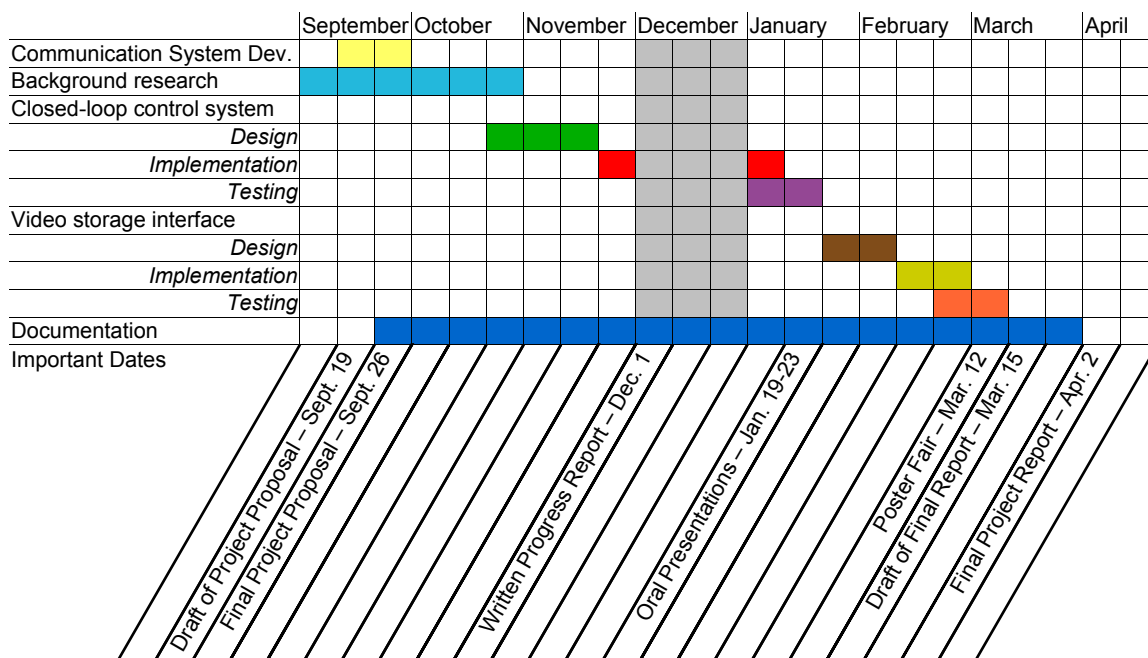 September October November December January February March April
Communication System Dev.
Background research
Closed-loop control system
Design
Implementation
Testing
Video storage interface
Design
Implementation
Testing
Documentation
Important Dates
Draft of Project Proposal – Sept. 19
Final Project Proposal – Sept. 26
Written Progress Report – Dec. 1
Oral Presentations – Jan. 19-23
Poster Fair – Mar. 12
Draft of Final Report – Mar. 15
Final Project Report – Apr. 2